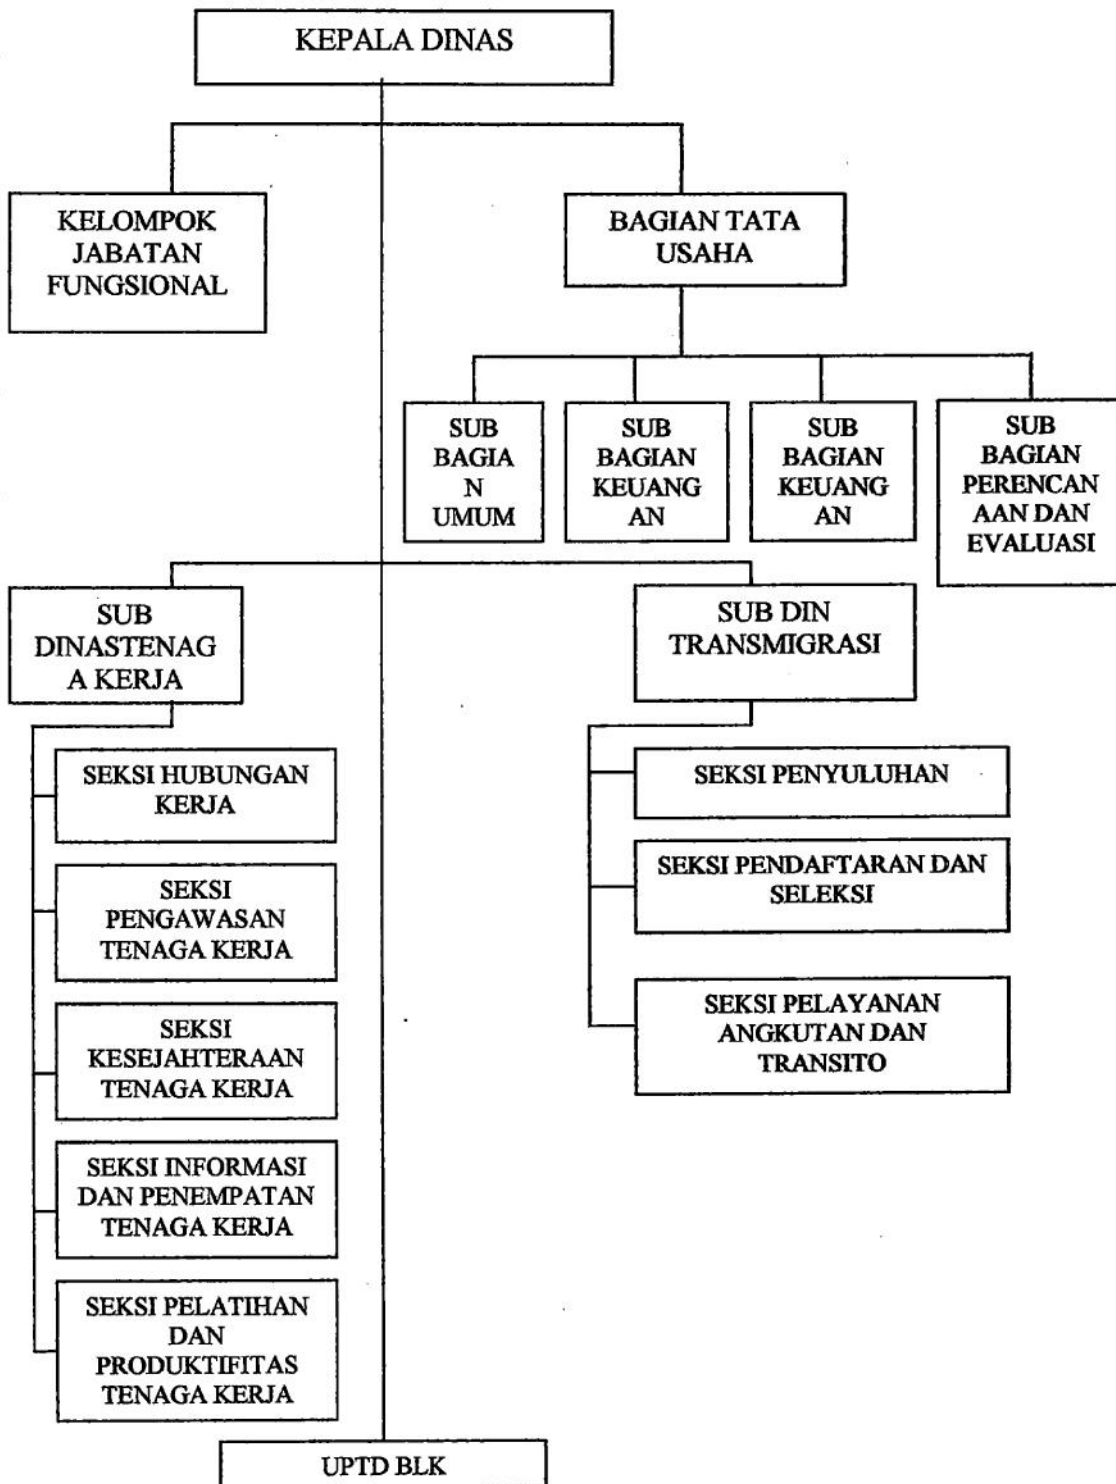 KEPALA DINAS
KELOMPOK
JABATAN
FUNGSIONAL
BAGIAN TATA
USAHA
SUB
BAGIA
N
UMUM
SUB
BAGIAN
KEUANG
AN
SUB
BAGIAN
KEUANG
AN
SUB
BAGIAN
PERENCAN
AAN DAN
EVALUASI
SUB
DINASTENAG
A KERJA
SUB DIN
TRANSMIGRASI
SEKSI HUBUNGAN
KERJA
SEKSI
PENGAWASAN
TENAGA KERJA
SEKSI
KESEJAHTERAAN
TENAGA KERJA
SEKSI INFORMASI
DAN PENEMPATAN
TENAGA KERJA
SEKSI PELATIHAN
DAN
PRODUKTIFITAS
TENAGA KERJA
SEKSI PENYULUHAN
SEKSI PENDAFTARAN DAN
SELEKSI
SEKSI PELAYANAN
ANGKUTAN DAN
TRANSITO
UPTD BLK